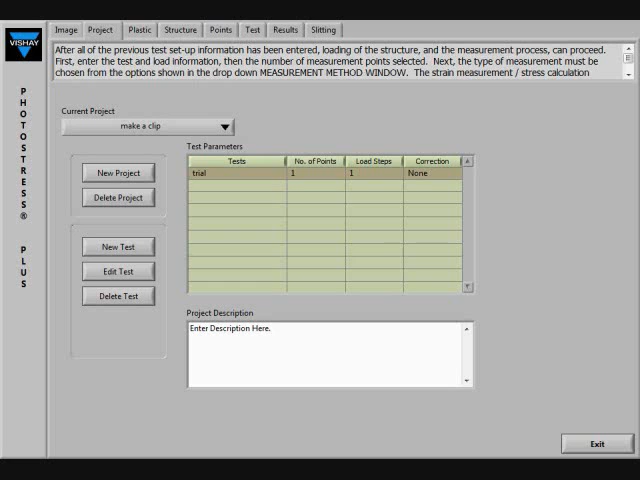 Image Project Plastic Structure Points Test Results Slitting
VISHAY
After all of the previous test set-up information has been entered, loading of the structure, and the measurement process, can proceed.
First, enter the test and load information, then the number of measurement points selected. Next, the type of measurement must be
chosen from the options shown in the drop down MEASUREMENT METHOD WINDOW. The strain measurement / stress calculation
PHOTOSTRESS® PLUS
Current Project
make a clip
Test Parameters
Tests No. of Points Load Steps Correction
trial 1 1 None
New Project
Delete Project
New Test
Edit Test
Delete Test
Project Description
Enter Description Here.
Exit